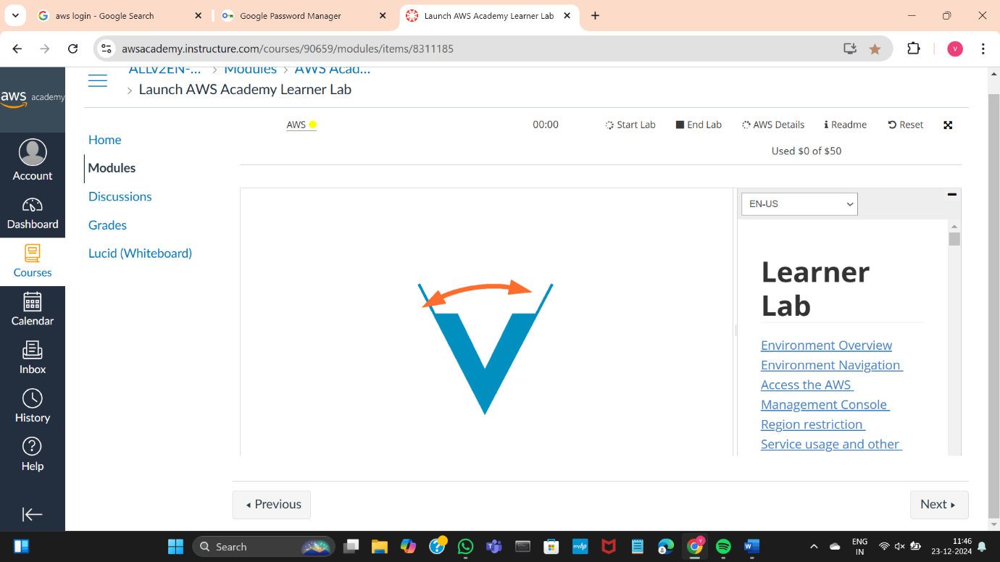 aws login - Google Search
Google Password Manager
Launch AWS Academy Learner Lab
awsacademy.instructure.com/courses/90659/modules/items/8311185
V
ALLv2EN-... > Modules > AWS Acad...
> Launch AWS Academy Learner Lab
aws academy
Account
Dashboard
Courses
Calendar
Inbox
History
Help
Home
Modules
Discussions
Grades
Lucid (Whiteboard)
AWS
00:00
Start Lab
End Lab
AWS Details
Readme
Reset
Used $0 of $50
EN-US
Learner
Lab
Environment Overview
Environment Navigation
Access the AWS
Management Console
Region restriction
Service usage and other
Previous
Next
Search
ENG
IN
11:46
23-12-2024